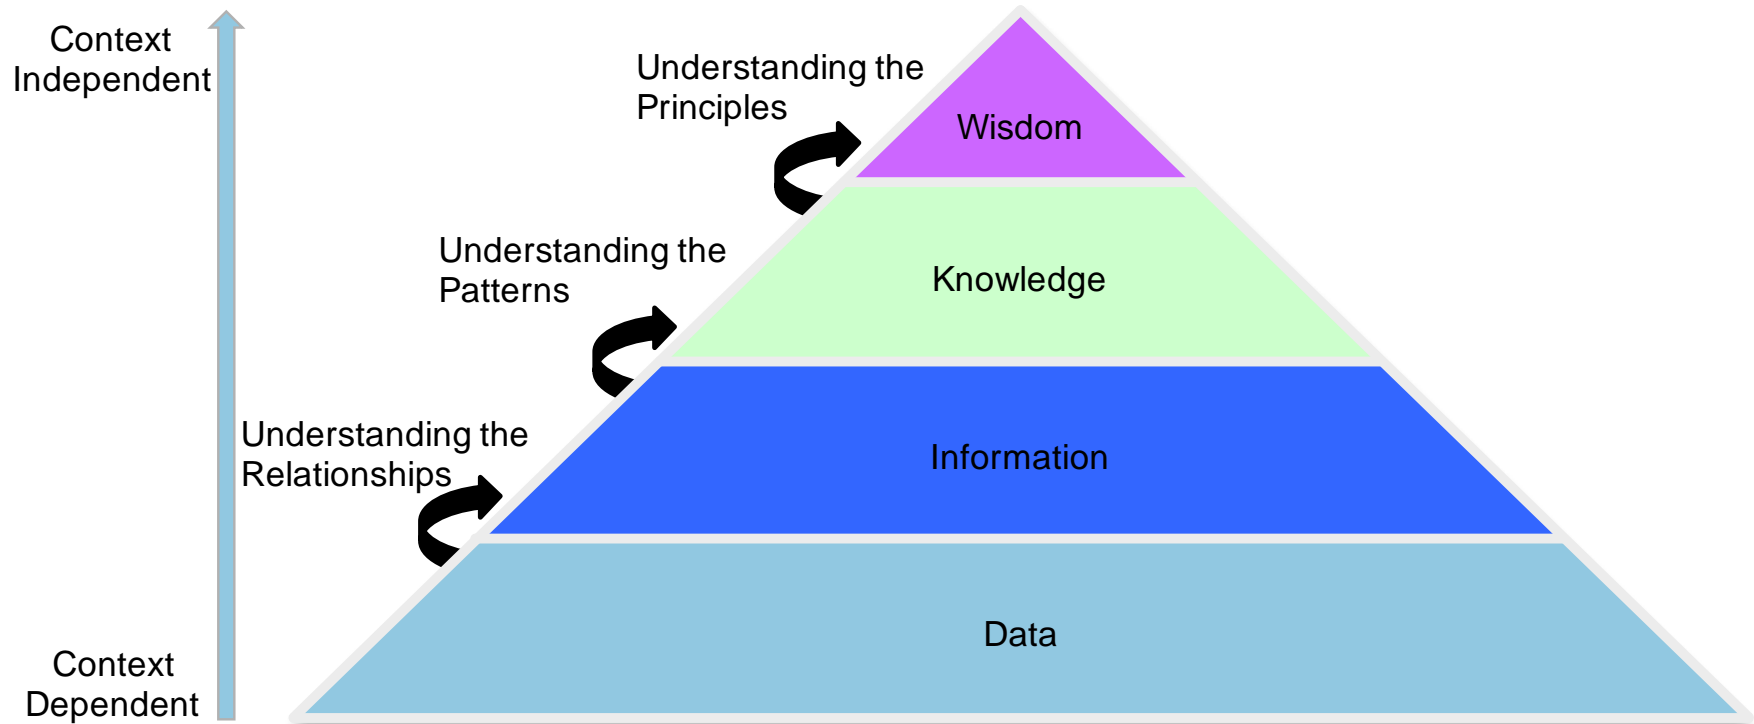 Context
Independent
Understanding the
Principles
Wisdom
Understanding the
Patterns
Knowledge
Understanding the
Relationships
Information
Data
Context
Dependent